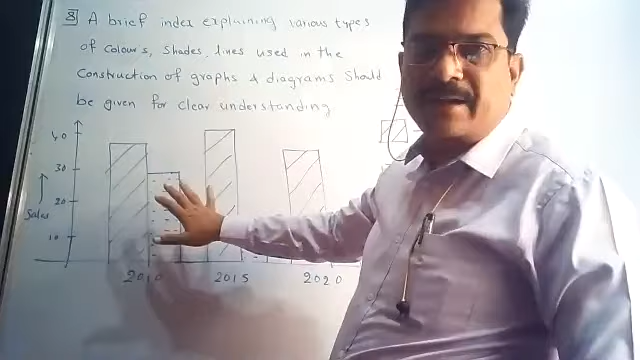 8 A brief index explaining various types
of colours, shades, lines used in the
Construction of graphs & diagrams Should
be given for clear understanding
40
30
20
10
Sales
2010 2015 2020